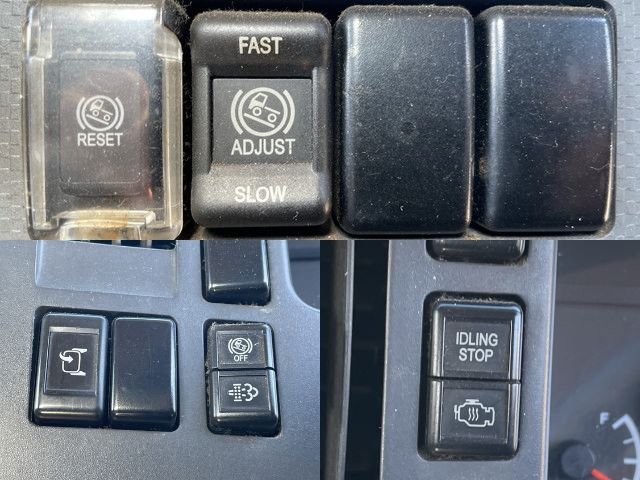 RESET
FAST
ADJUST
SLOW
OFF
IDLING
STOP
F